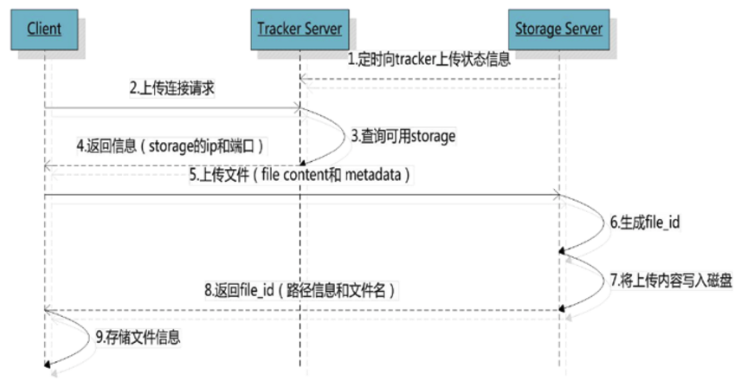 Client
Tracker Server
Storage Server
1.定时向tracker上传状态信息
2.上传连接请求
3.查询可用storage
4.返回信息（storage的ip和端口）
5.上传文件（file content和 metadata）
6.生成file_id
7.将上传内容写入磁盘
8.返回file_id（路径信息和文件名）
9.存储文件信息